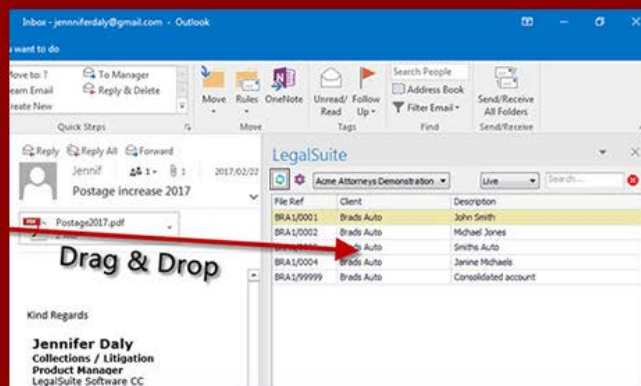 Inbox - jennniferdaly@gmail.com - Outlook
want to do
Move to: ?
To Manager
Team Email
Reply & Delete
Create New
Quick Steps
Move
Rules
OneNote
Move
Unread/ Read
Follow Up
Tags
Search People
Address Book
Filter Email
Find
Send/Receive All Folders
Send/Receive
Reply Reply All Forward
Jennif 1 1 2017/02/22
Postage increase 2017
Postage2017.pdf
Drag & Drop
Kind Regards
Jennifer Daly
Collections / Litigation
Product Manager
LegalSuite Software CC
LegalSuite
Acme Attorneys Demonstration Live Search...
File Ref Client Description
BRA1/0001 Brads Auto John Smith
BRA1/0002 Brads Auto Michael Jones
Brads Auto Smiths Auto
BRA1/0004 Brads Auto Janine Michaels
BRA1/99999 Brads Auto Consolidated account